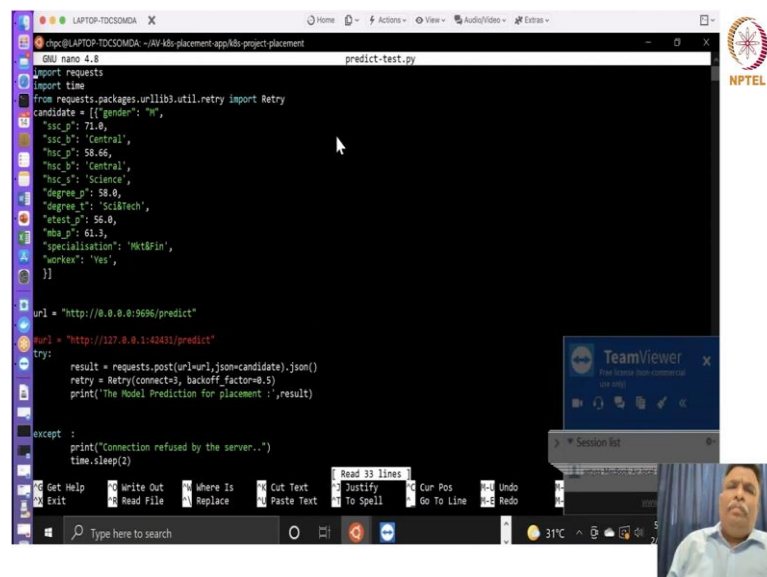 LAPTOP-TDCSOMDA X
Home Actions View Audio/Video Extras
chpc@LAPTOP-TDCSOMDA: ~/AV-k8s-placement-app/k8s-project-placement
GNU nano 4.8 predict-test.py
NPTEL
import requests
import time
from requests.packages.urllib3.util.retry import Retry
candidate = [{"gender": "M",
"ssc_p": 71.0,
"ssc_b": 'Central',
"hsc_p": 58.66,
"hsc_b": 'Central',
"hsc_s": 'Science',
"degree_p": 58.0,
"degree_t": 'Sci&Tech',
"etest_p": 56.0,
"mba_p": 61.3,
"specialisation": 'Mkt&Fin',
"workex": 'Yes',
}]
url = "http://0.0.0.0:9696/predict"
#url = "http://127.0.0.1:42431/predict"
try:
result = requests.post(url=url,json=candidate).json()
retry = Retry(connect=3, backoff_factor=0.5)
print('The Model Prediction for placement :',result)
except :
print("Connection refused by the server..")
time.sleep(2)
TeamViewer
Free license (non-commercial
use only)
Session list
[ Read 33 lines ]
^G Get Help ^O Write Out ^W Where Is ^K Cut Text ^J Justify ^C Cur Pos M-U Undo
^X Exit ^R Read File ^\ Replace ^U Paste Text ^T To Spell ^_ Go To Line M-E Redo
Type here to search 31°C